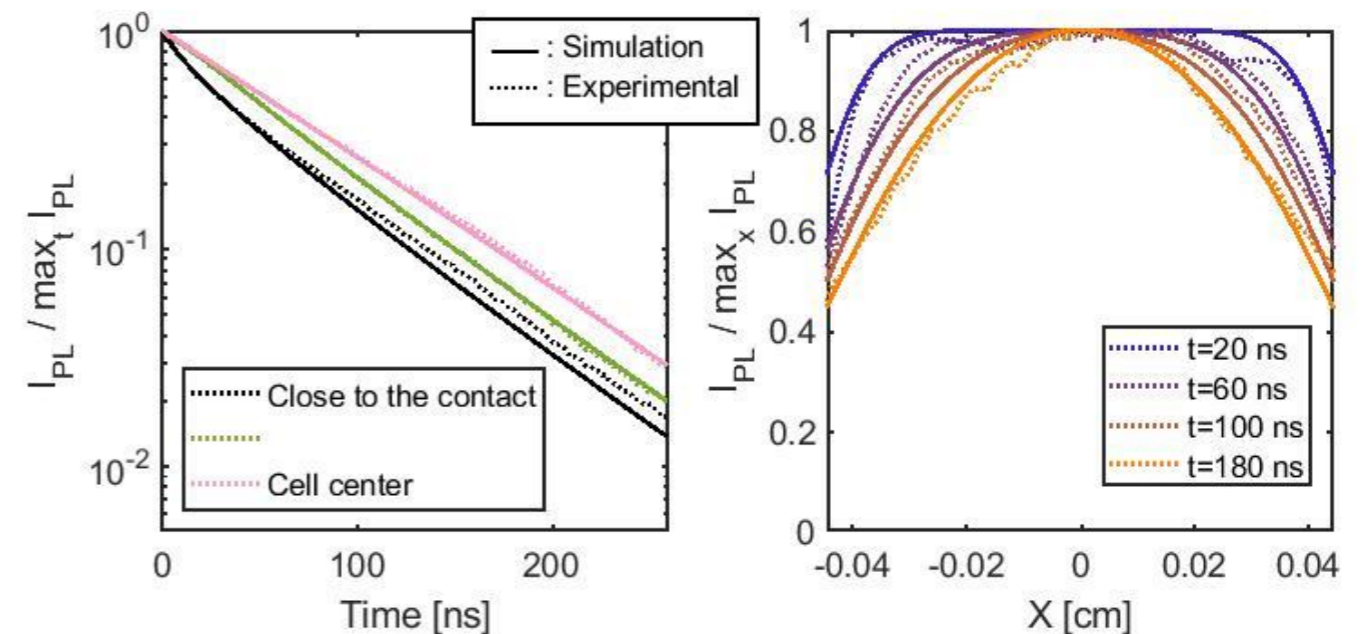 I_PL / max_t I_PL
10^0
10^-1
10^-2
0
100
200
Time [ns]
: Simulation
: Experimental
Close to the contact
Cell center
I_PL / max_x I_PL
1
0.8
0.6
0.4
0.2
0
-0.04
-0.02
0
0.02
0.04
X [cm]
t=20 ns
t=60 ns
t=100 ns
t=180 ns